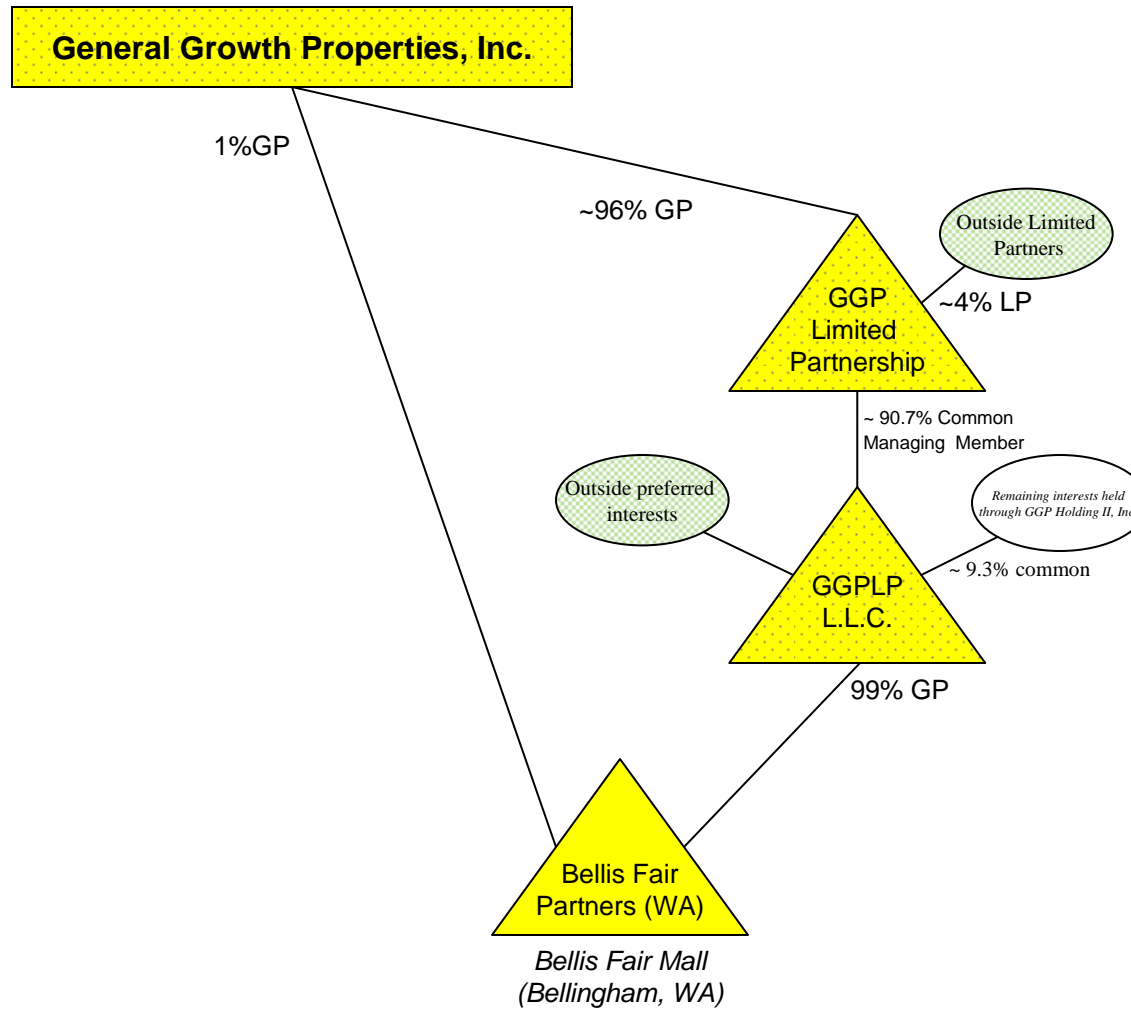 General Growth Properties, Inc.
1%GP
~96% GP
Outside Limited
Partners
~4% LP
GGP
Limited
Partnership
~ 90.7% Common
Managing Member
Outside preferred
interests
Remaining interests held
through GGP Holding II, Inc
~ 9.3% common
GGPLP
L.L.C.
99% GP
Bellis Fair
Partners (WA)
Bellis Fair Mall
(Bellingham, WA)